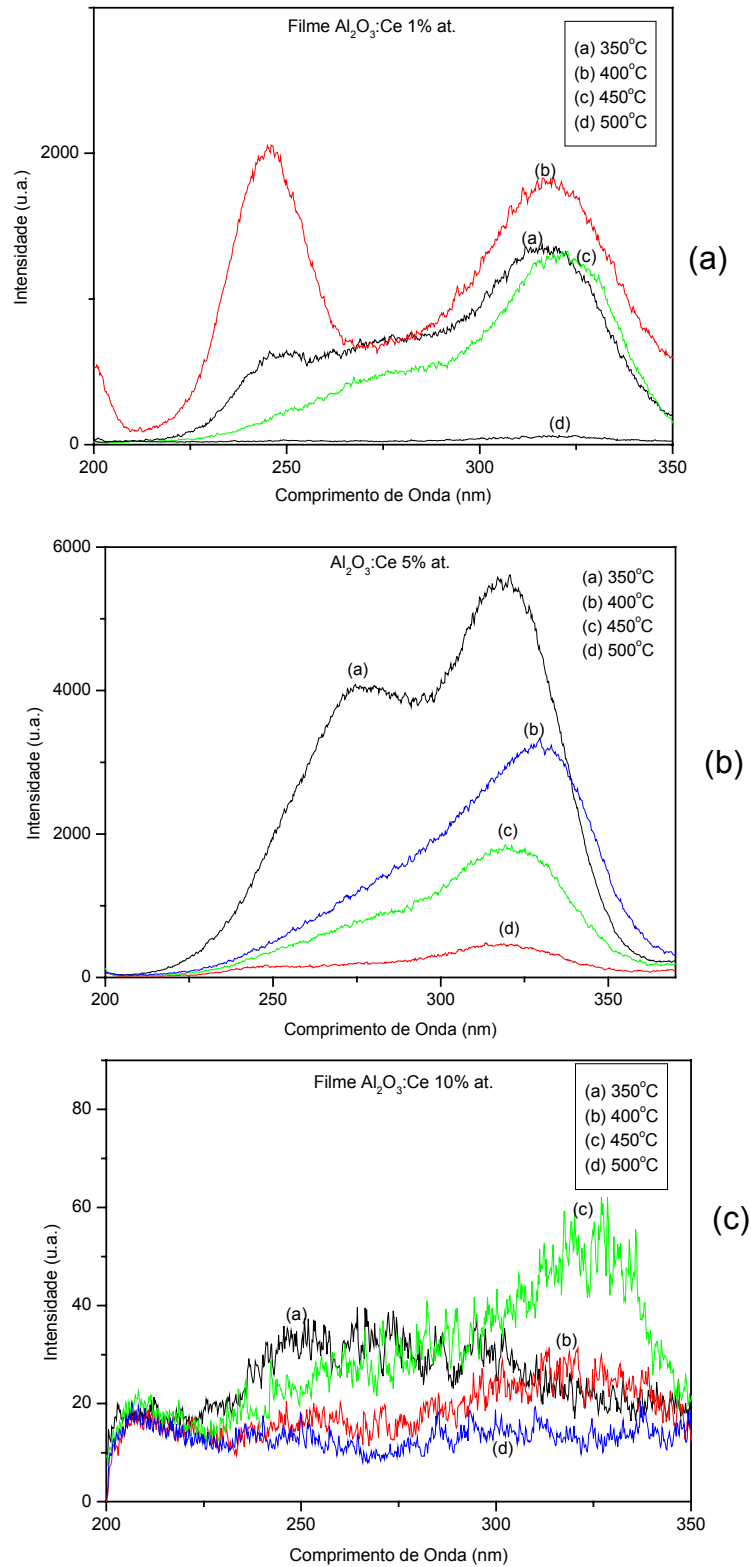 Filme Al₂O₃:Ce 1% at.
(a) 350°C
(b) 400°C
(c) 450°C
(d) 500°C
2000
0
Intensidade (u.a.)
(b)
(a)
(c)
(d)
200 250 300 350
Comprimento de Onda (nm)
(a)
Al₂O₃:Ce 5% at.
(a) 350°C
(b) 400°C
(c) 450°C
(d) 500°C
6000
4000
2000
0
Intensidade (u.a.)
(a)
(b)
(c)
(d)
200 250 300 350
Comprimento de Onda (nm)
(b)
Filme Al₂O₃:Ce 10% at.
(a) 350°C
(b) 400°C
(c) 450°C
(d) 500°C
80
60
40
20
0
Intensidade (u.a.)
(c)
(a)
(b)
(d)
200 250 300 350
Comprimento de Onda (nm)
(c)